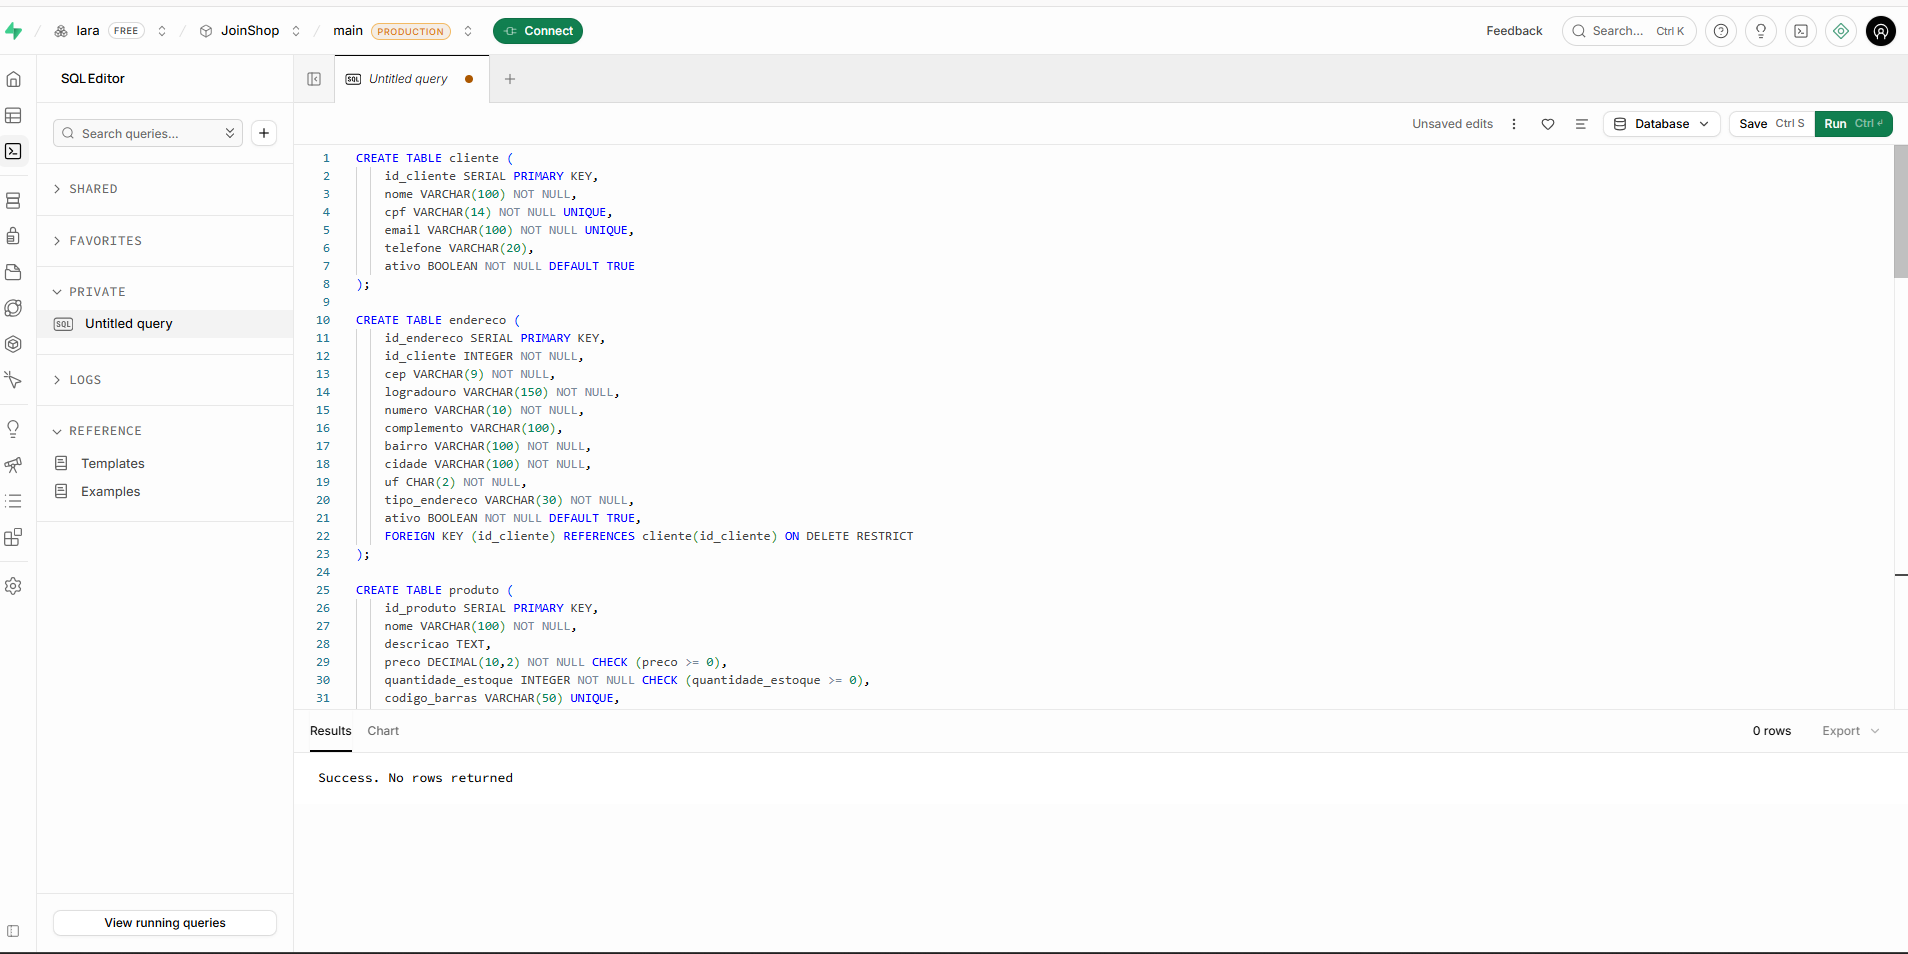 lara FREE JoinShop main PRODUCTION Connect Feedback Search... Ctrl K
SQL Editor
SQL Untitled query
Search queries...
Unsaved edits Database Save Ctrl S Run Ctrl ↵
SHARED
FAVORITES
PRIVATE
SQL Untitled query
LOGS
REFERENCE
Templates
Examples
View running queries
1 CREATE TABLE cliente (
2 id_cliente SERIAL PRIMARY KEY,
3 nome VARCHAR(100) NOT NULL,
4 cpf VARCHAR(14) NOT NULL UNIQUE,
5 email VARCHAR(100) NOT NULL UNIQUE,
6 telefone VARCHAR(20),
7 ativo BOOLEAN NOT NULL DEFAULT TRUE
8 );
9
10 CREATE TABLE endereco (
11 id_endereco SERIAL PRIMARY KEY,
12 id_cliente INTEGER NOT NULL,
13 cep VARCHAR(9) NOT NULL,
14 logradouro VARCHAR(150) NOT NULL,
15 numero VARCHAR(10) NOT NULL,
16 complemento VARCHAR(100),
17 bairro VARCHAR(100) NOT NULL,
18 cidade VARCHAR(100) NOT NULL,
19 uf CHAR(2) NOT NULL,
20 tipo_endereco VARCHAR(30) NOT NULL,
21 ativo BOOLEAN NOT NULL DEFAULT TRUE,
22 FOREIGN KEY (id_cliente) REFERENCES cliente(id_cliente) ON DELETE RESTRICT
23 );
24
25 CREATE TABLE produto (
26 id_produto SERIAL PRIMARY KEY,
27 nome VARCHAR(100) NOT NULL,
28 descricao TEXT,
29 preco DECIMAL(10,2) NOT NULL CHECK (preco >= 0),
30 quantidade_estoque INTEGER NOT NULL CHECK (quantidade_estoque >= 0),
31 codigo_barras VARCHAR(50) UNIQUE,
Results Chart 0 rows Export
Success. No rows returned